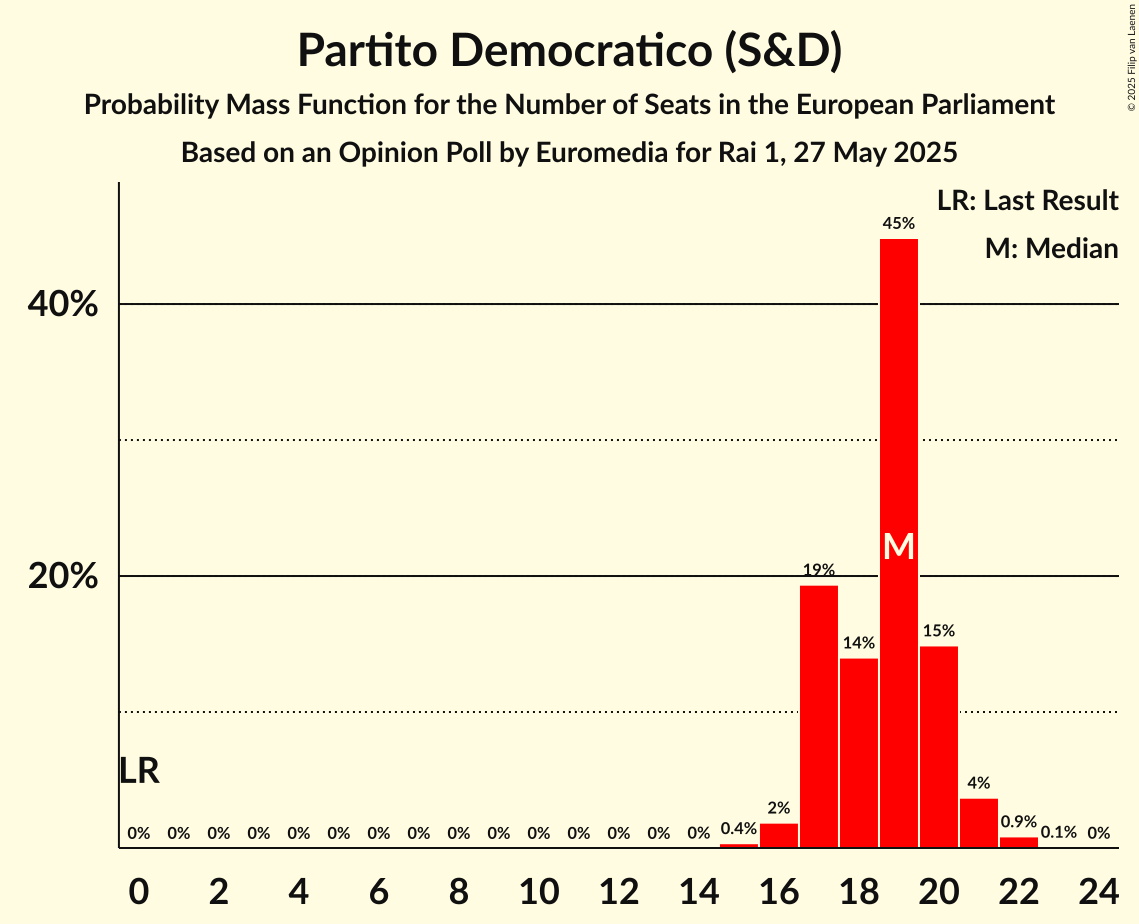 Partito Democratico (S&D)
Probability Mass Function for the Number of Seats in the European Parliament
Based on an Opinion Poll by Euromedia for Rai 1, 27 May 2025
© 2025 Filip van Laenen
LR: Last Result
M: Median
40%
20%
45%
M
19%
14%
15%
LR
0% 0% 0% 0% 0% 0% 0% 0% 0% 0% 0% 0% 0% 0% 0% 0.4% 2% 4% 0.9% 0.1% 0%
0 2 4 6 8 10 12 14 16 18 20 22 24